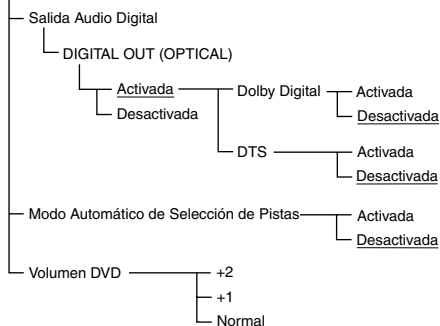 Salida Audio Digital
DIGITAL OUT (OPTICAL)
Activada Dolby Digital Activada
Desactivada Desactivada
DTS Activada
Desactivada
Modo Automático de Selección de Pistas Activada
Desactivada
Volumen DVD +2
+1
Normal